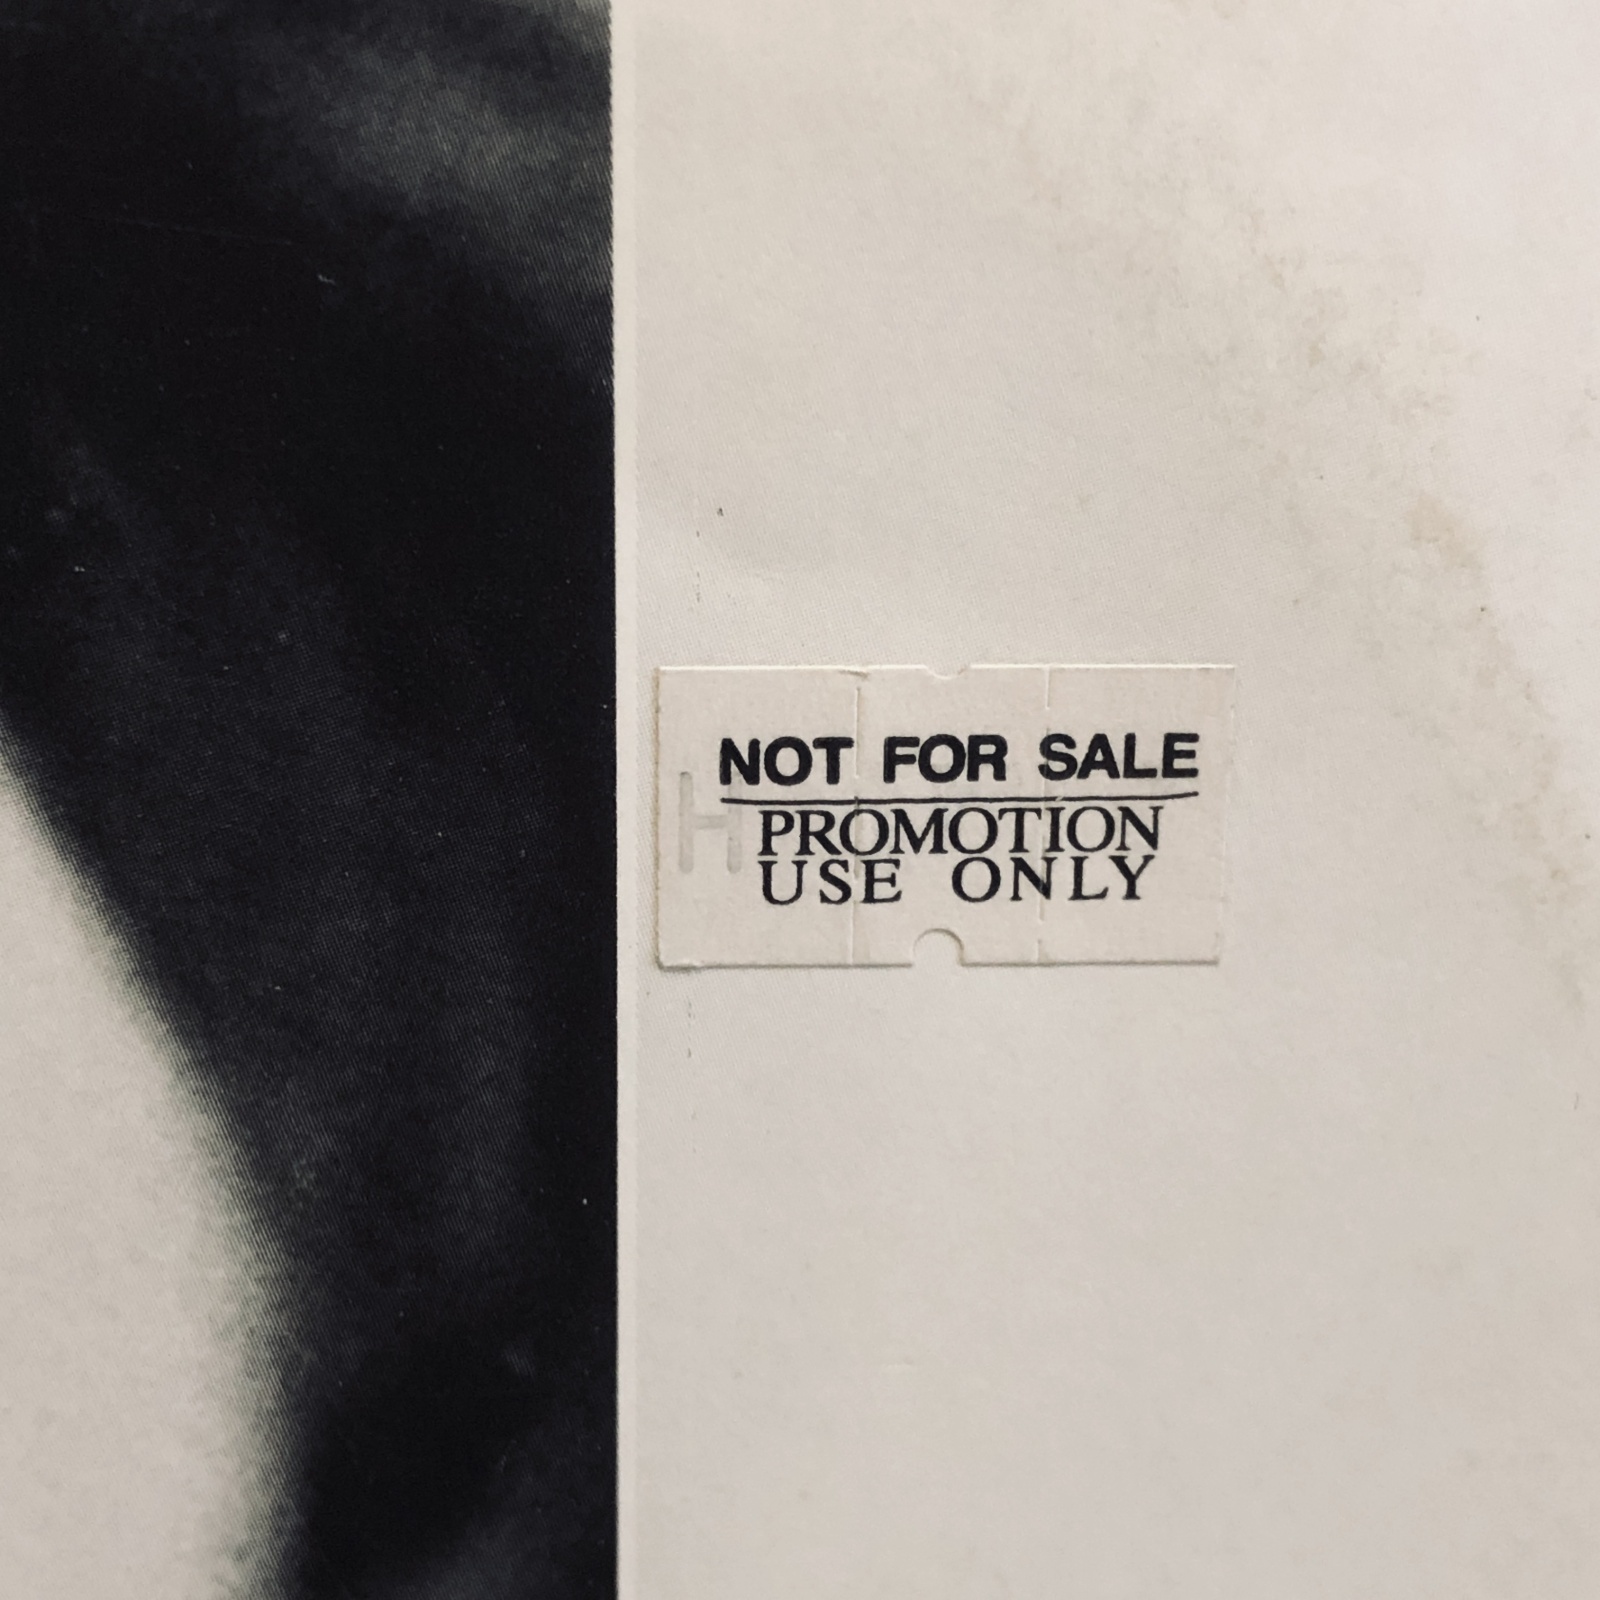 NOT FOR SALE
PROMOTION
USE ONLY
H